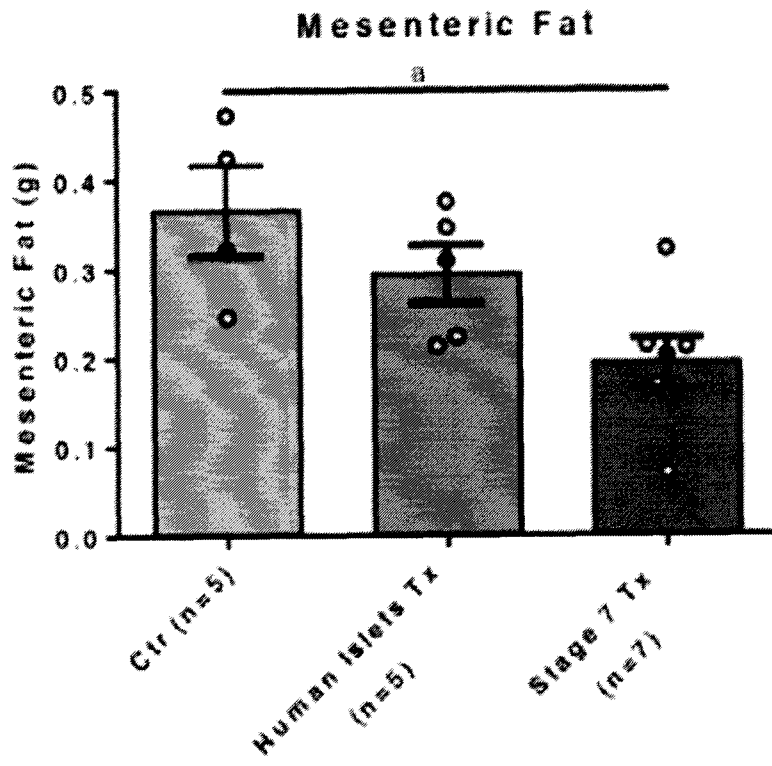 Mesenteric Fat
a
Mesenteric Fat (g)
0.5
0.4
0.3
0.2
0.1
0.0
Ctr (n=5)
Human Islets Tx
(n=5)
Stage 7 Tx
(n=7)